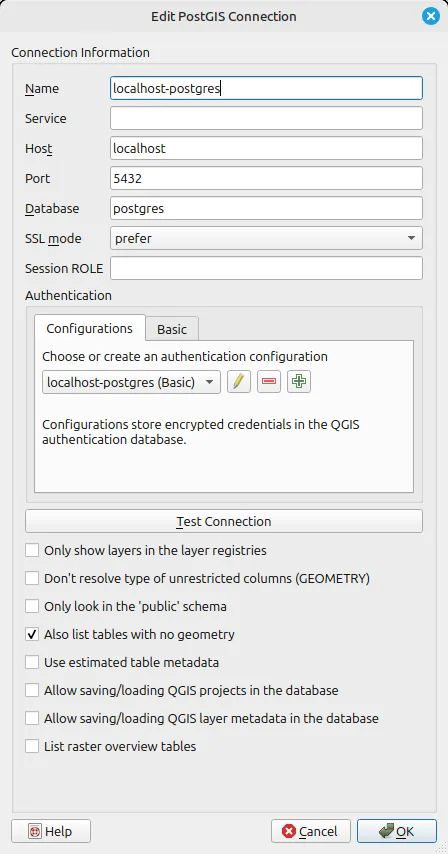 Edit PostGIS Connection
Connection Information
Name localhost-postgres
Service
Host localhost
Port 5432
Database postgres
SSL mode prefer
Session ROLE
Authentication
Configurations Basic
Choose or create an authentication configuration
localhost-postgres (Basic)
Configurations store encrypted credentials in the QGIS
authentication database.
Test Connection
Only show layers in the layer registries
Don't resolve type of unrestricted columns (GEOMETRY)
Only look in the 'public' schema
Also list tables with no geometry
Use estimated table metadata
Allow saving/loading QGIS projects in the database
Allow saving/loading QGIS layer metadata in the database
List raster overview tables
Help Cancel OK